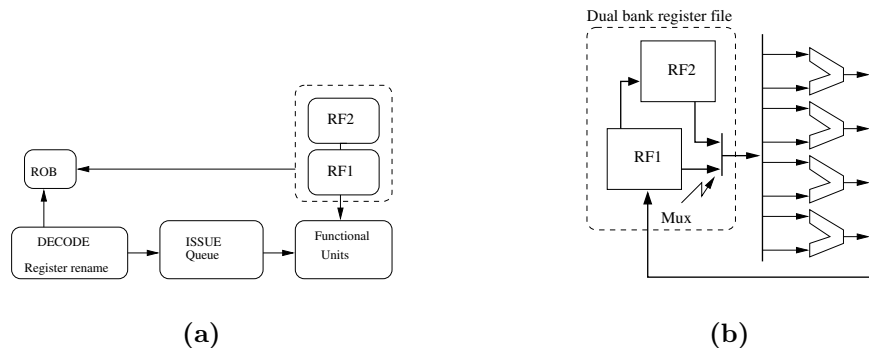 RF2
RF1
ROB
DECODE
Register rename
ISSUE
Queue
Functional
Units
(a)
Dual bank register file
RF2
RF1
Mux
(b)